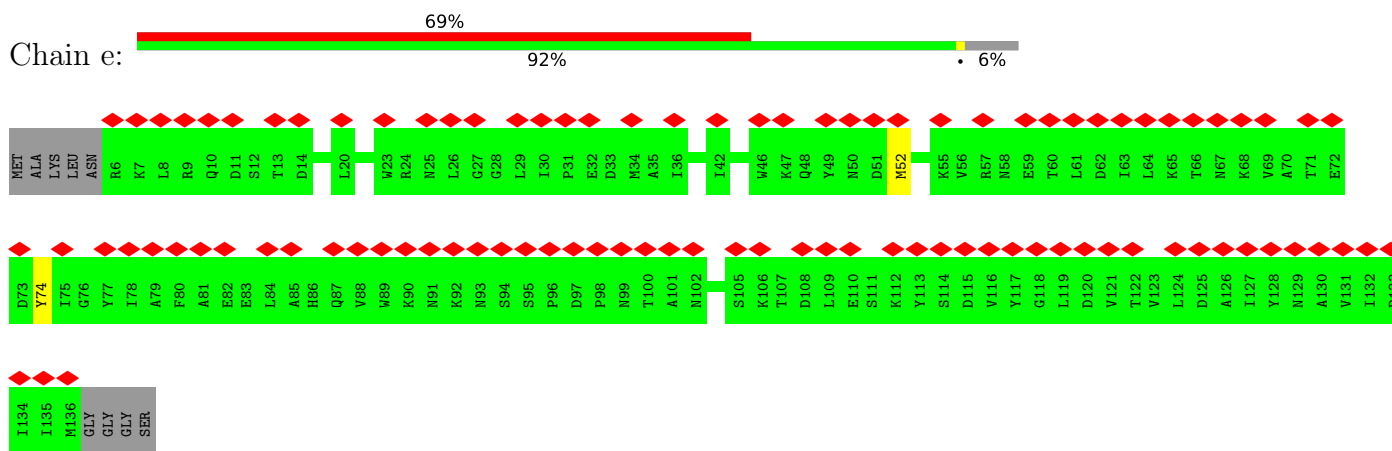 69%
Chain e:
92% • 6%
MET ALA LYS LEU ASN R6 K7 L8 R9 Q10 D11 S12 T13 D14 L20 W23 R24 N25 L26 G27 G28 L29 I30 P31 E32 D33 M34 A35 I36 I42 W46 K47 Q48 Y49 N50 D51 M52 K55 V56 R57 N58 E59 T60 L61 D62 I63 L64 K65 T66 N67 K68 V69 A70 T71 E72
D73 Y74 I75 G76 Y77 I78 A79 F80 A81 E82 E83 L84 A85 H86 Q87 V88 W89 K90 N91 K92 N93 S94 S95 P96 D97 P98 N99 T100 A101 N102 S105 K106 T107 D108 L109 E110 S111 K112 Y113 S114 D115 V116 Y117 G118 L119 D120 V121 T122 V123 L124 D125 A126 I127 Y128 N129 A130 V131 I132
I134 I135 M136 GLY GLY GLY SER